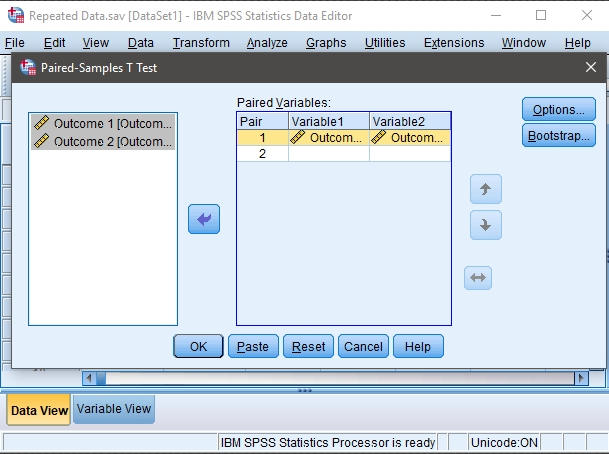 Repeated Data.sav [DataSet1] - IBM SPSS Statistics Data Editor
File Edit View Data Transform Analyze Graphs Utilities Extensions Window Help
Paired-Samples T Test
Paired Variables:
Outcome 1 [Outcom...
Outcome 2 [Outcom...
Pair Variable1 Variable2
1 Outcom... Outcom...
2
Options...
Bootstrap...
OK Paste Reset Cancel Help
Data View Variable View
IBM SPSS Statistics Processor is ready Unicode:ON